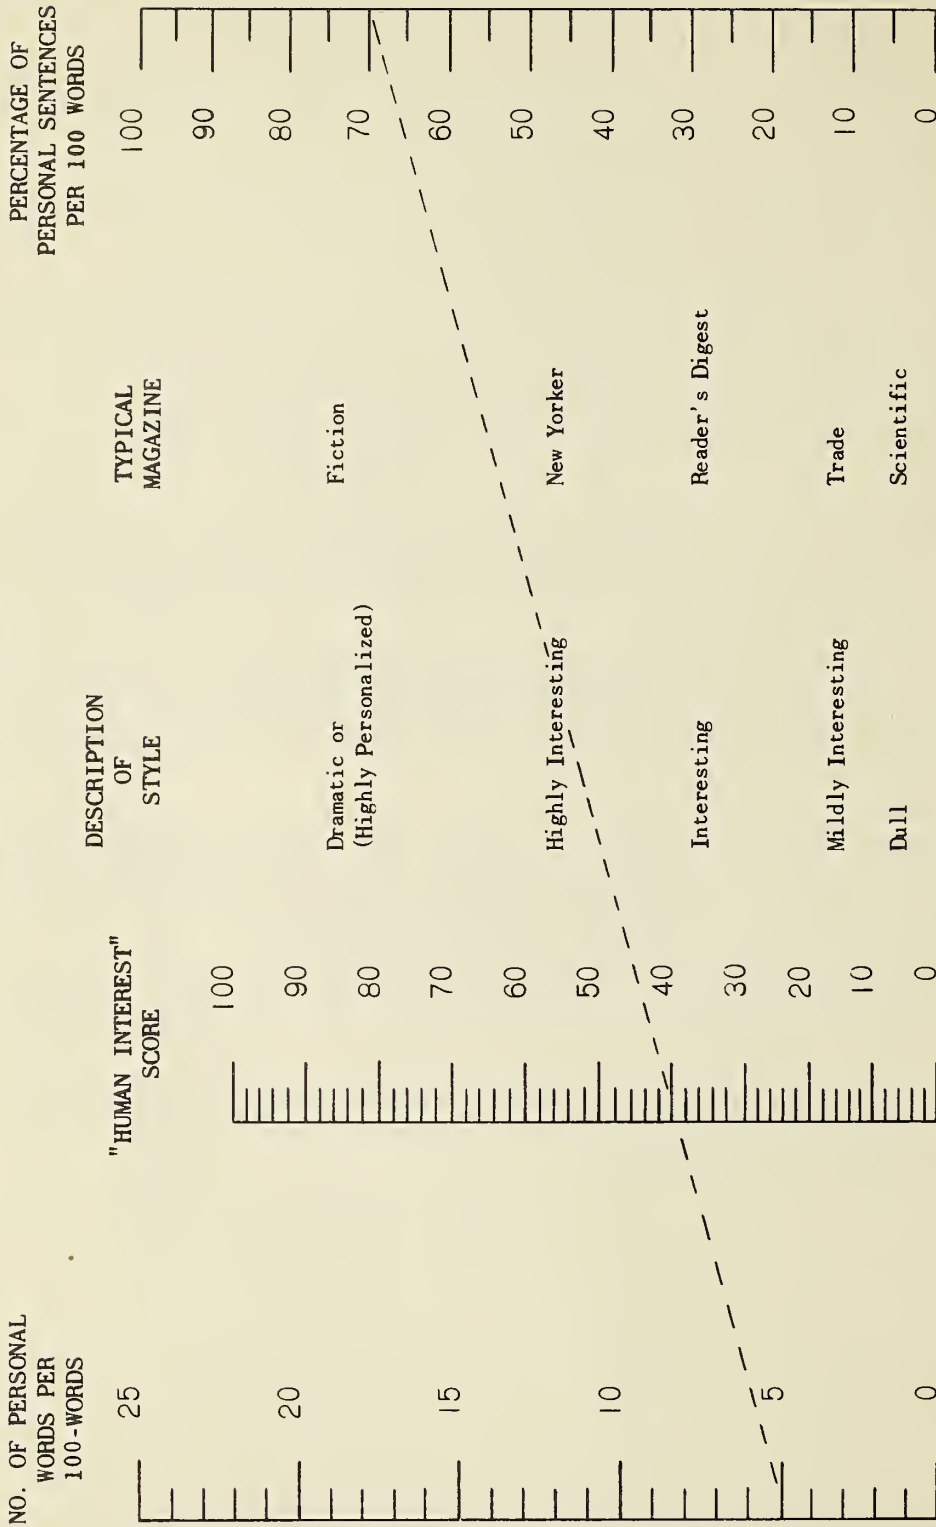 NO. OF PERSONAL
WORDS PER
100-WORDS
25
20
15
10
5
0
"HUMAN INTEREST"
SCORE
100
90
80
70
60
50
40
30
20
10
0
DESCRIPTION
OF
STYLE
Dramatic or
(Highly Personalized)
Highly Interesting
Interesting
Mildly Interesting
Dull
TYPICAL
MAGAZINE
Fiction
New Yorker
Reader's Digest
Trade
Scientific
PERCENTAGE OF
PERSONAL SENTENCES
PER 100 WORDS
100
90
80
70
60
50
40
30
20
10
0